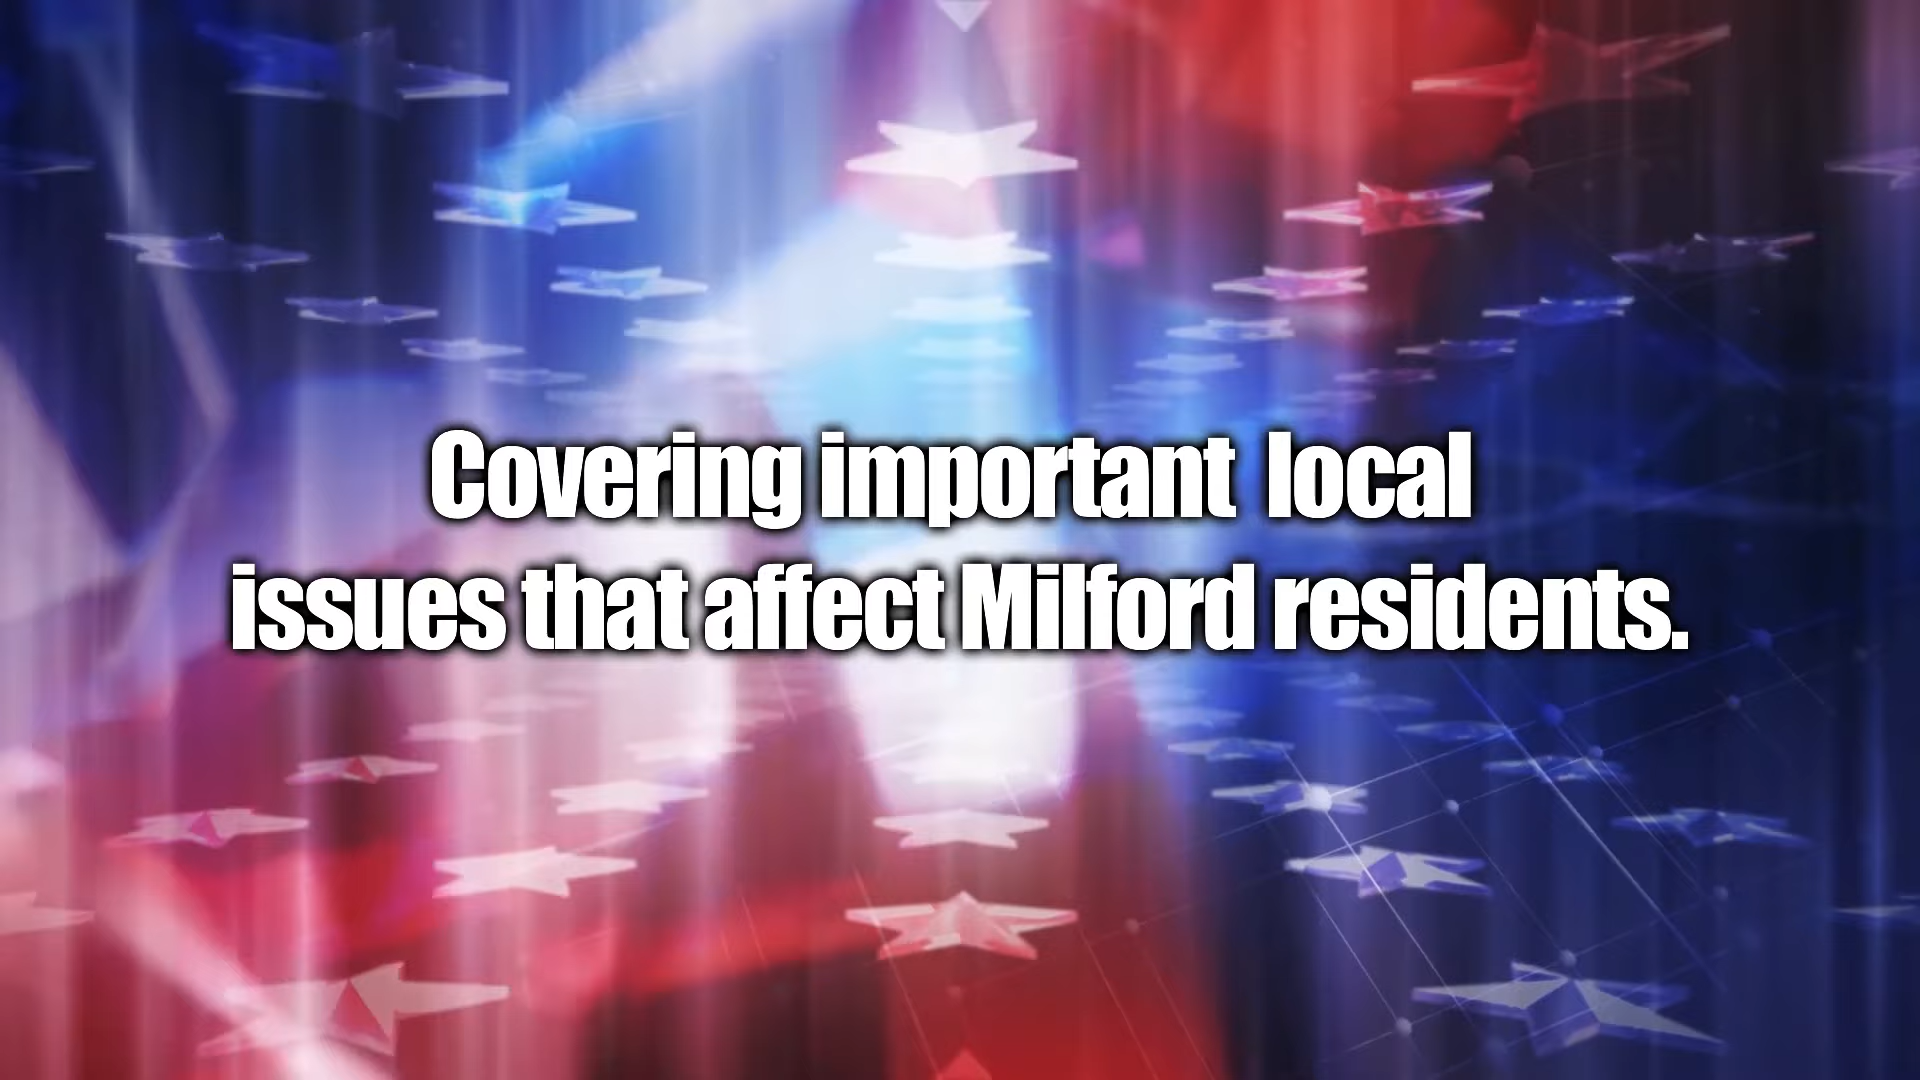 Covering important local
issues that affect Milford residents.